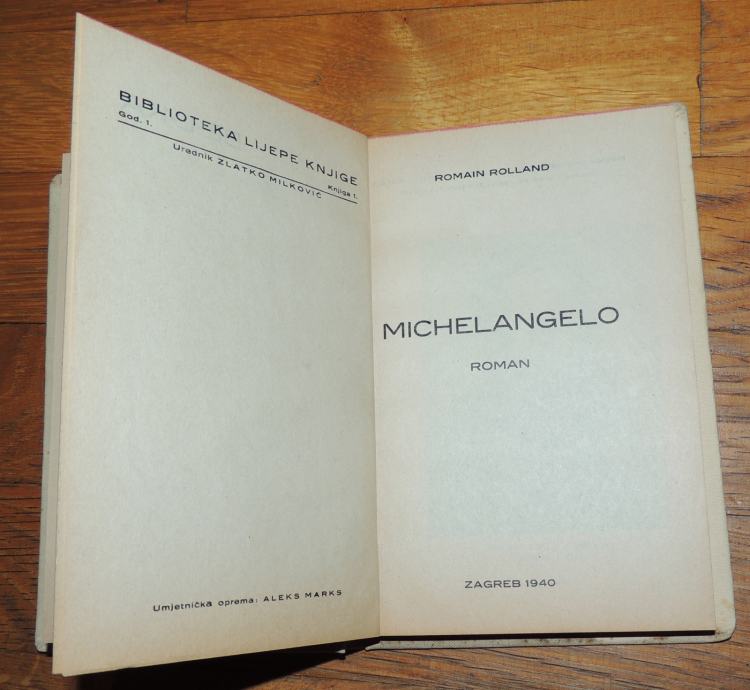 BIBLIOTEKA LIJEPE KNJIGE
God. 1.
Knjiga 1.
Urednik ZLATKO MILKOVIĆ
Umjetnička oprema: ALEKS MARKS
ROMAIN ROLLAND
MICHELANGELO
ROMAN
ZAGREB 1940